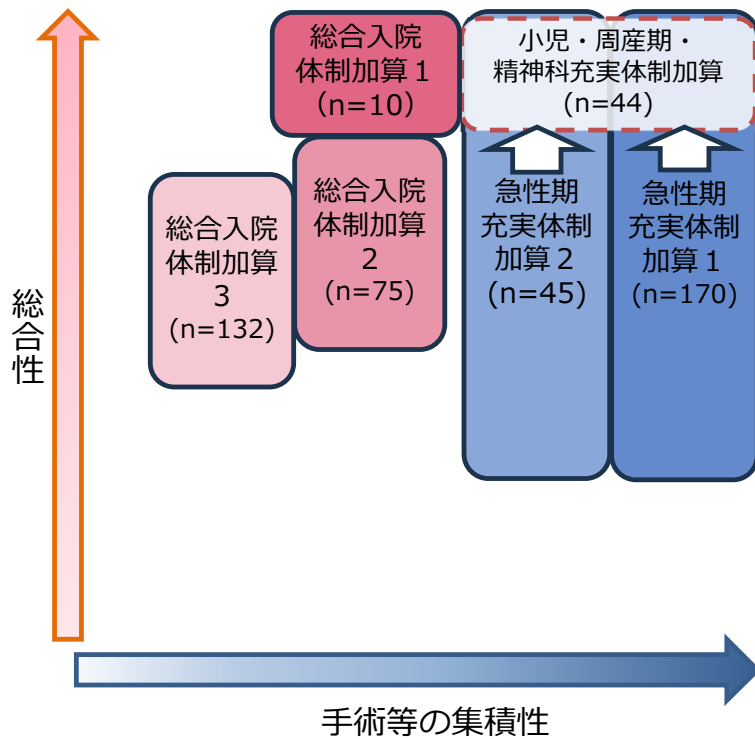 総合入院
体制加算１
(n=10)
小児・周産期・
精神科充実体制加算
(n=44)
総合入院
体制加算
3
(n=132)
総合入院
体制加算
2
(n=75)
急性期
充実体制
加算２
(n=45)
急性期
充実体制
加算１
(n=170)
総合性
手術等の集積性